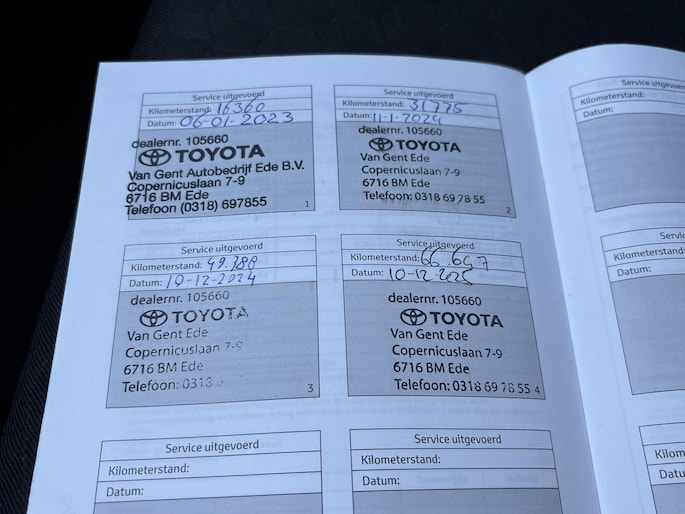 Service uitgevoerd
Kilometerstand: 16360
Datum: 06-01-2023
dealernr. 105660
TOYOTA
Van Gent Autobedrijf Ede B.V.
Copernicuslaan 7-9
6716 BM Ede
Telefoon (0318) 697855
1
Service uitgevoerd
Kilometerstand: 31775
Datum: 11-1-2024
dealernr. 105660
TOYOTA
Van Gent Ede
Copernicuslaan 7-9
6716 BM Ede
Telefoon: 0318 69 78 55
2
Service uitgevoerd
Kilometerstand: 49.388
Datum: 10-12-2024
dealernr. 105660
TOYOTA
Van Gent Ede
Copernicuslaan 7-9
6716 BM Ede
Telefoon: 0318
3
Service uitgevoerd
Kilometerstand: 66.647
Datum: 10-12-2025
dealernr. 105660
TOYOTA
Van Gent Ede
Copernicuslaan 7-9
6716 BM Ede
Telefoon: 0318 69 78 55
4
Service uitgevoerd
Kilometerstand:
Datum:
Service uitgevoerd
Kilometerstand:
Datum:
Service uitgevoerd
Kilometerstand:
Datum:
Kilometerstand:
Datum: